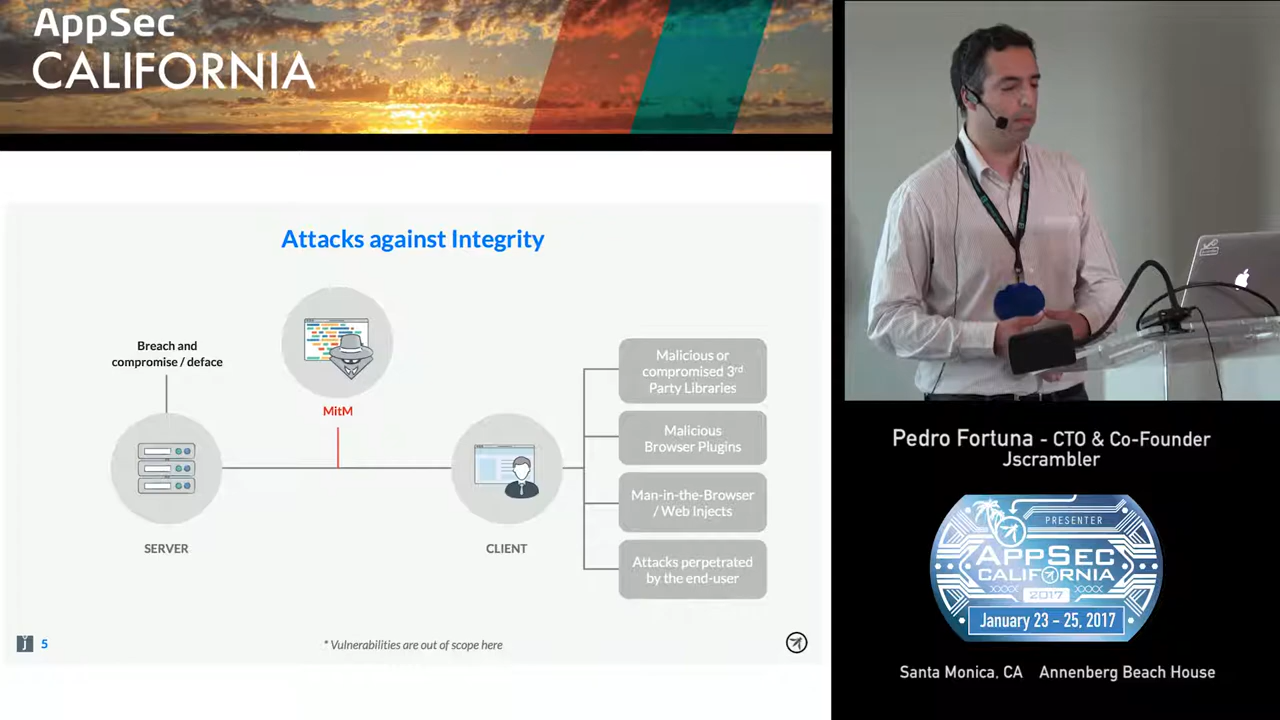 AppSec
CALIFORNIA
Attacks against Integrity
Breach and
compromise / deface
MitM
SERVER
CLIENT
Malicious or
compromised 3rd
Party Libraries
Malicious
Browser Plugins
Man-in-the-Browser
/ Web Injects
Attacks perpetrated
by the end-user
j 5
* Vulnerabilities are out of scope here
Pedro Fortuna - CTO & Co-Founder
Jscrambler
PRESENTER
APPSEC
CALIFORNIA
2017
January 23 - 25, 2017
Santa Monica, CA Annenberg Beach House